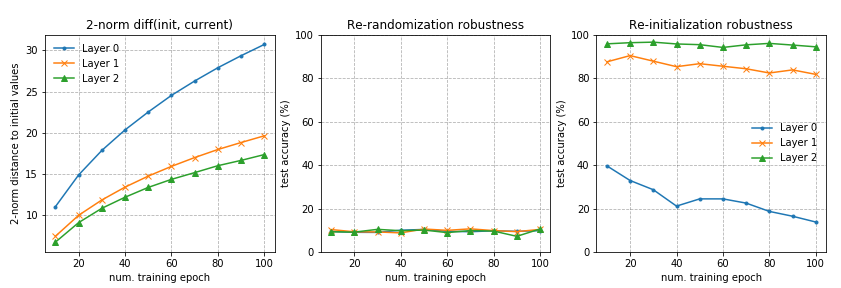 2-norm diff(init, current)
2-norm distance to initial values
30
25
20
15
10
Layer 0
Layer 1
Layer 2
20 40 60 80 100
num. training epoch
Re-randomization robustness
test accuracy (%)
100
80
60
40
20
0
20 40 60 80 100
num. training epoch
Re-initialization robustness
test accuracy (%)
100
80
60
40
20
0
Layer 0
Layer 1
Layer 2
20 40 60 80 100
num. training epoch